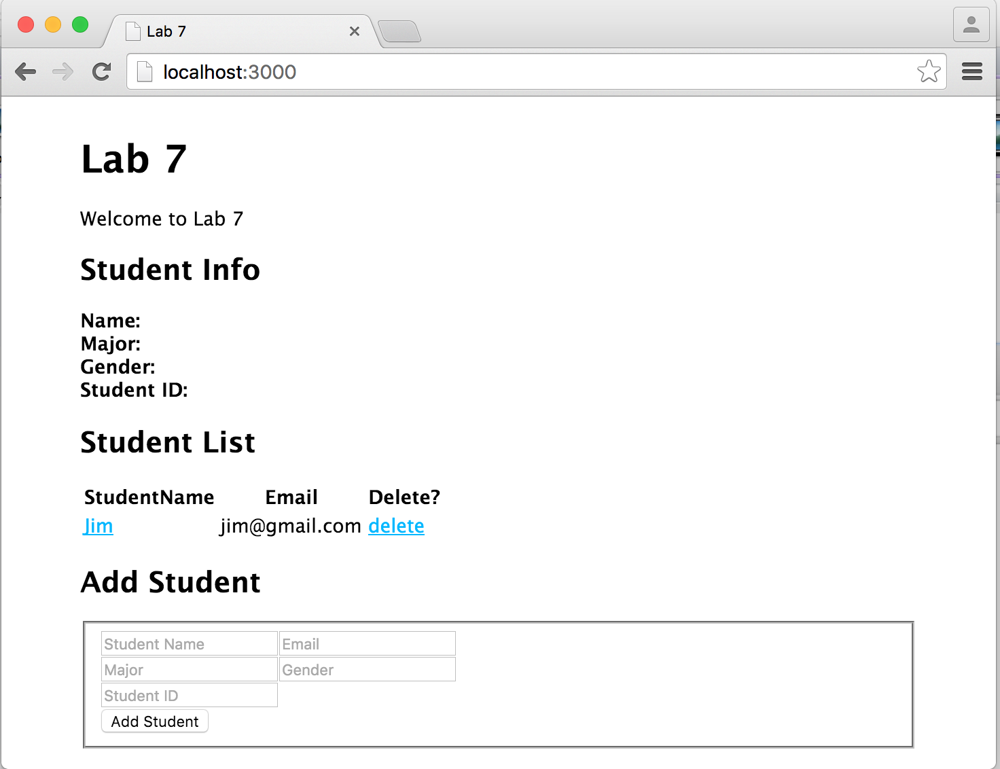 Lab 7
localhost:3000
Lab 7
Welcome to Lab 7
Student Info
Name:
Major:
Gender:
Student ID:
Student List
StudentName Email Delete?
Jim jim@gmail.com delete
Add Student
Student Name Email
Major Gender
Student ID
Add Student